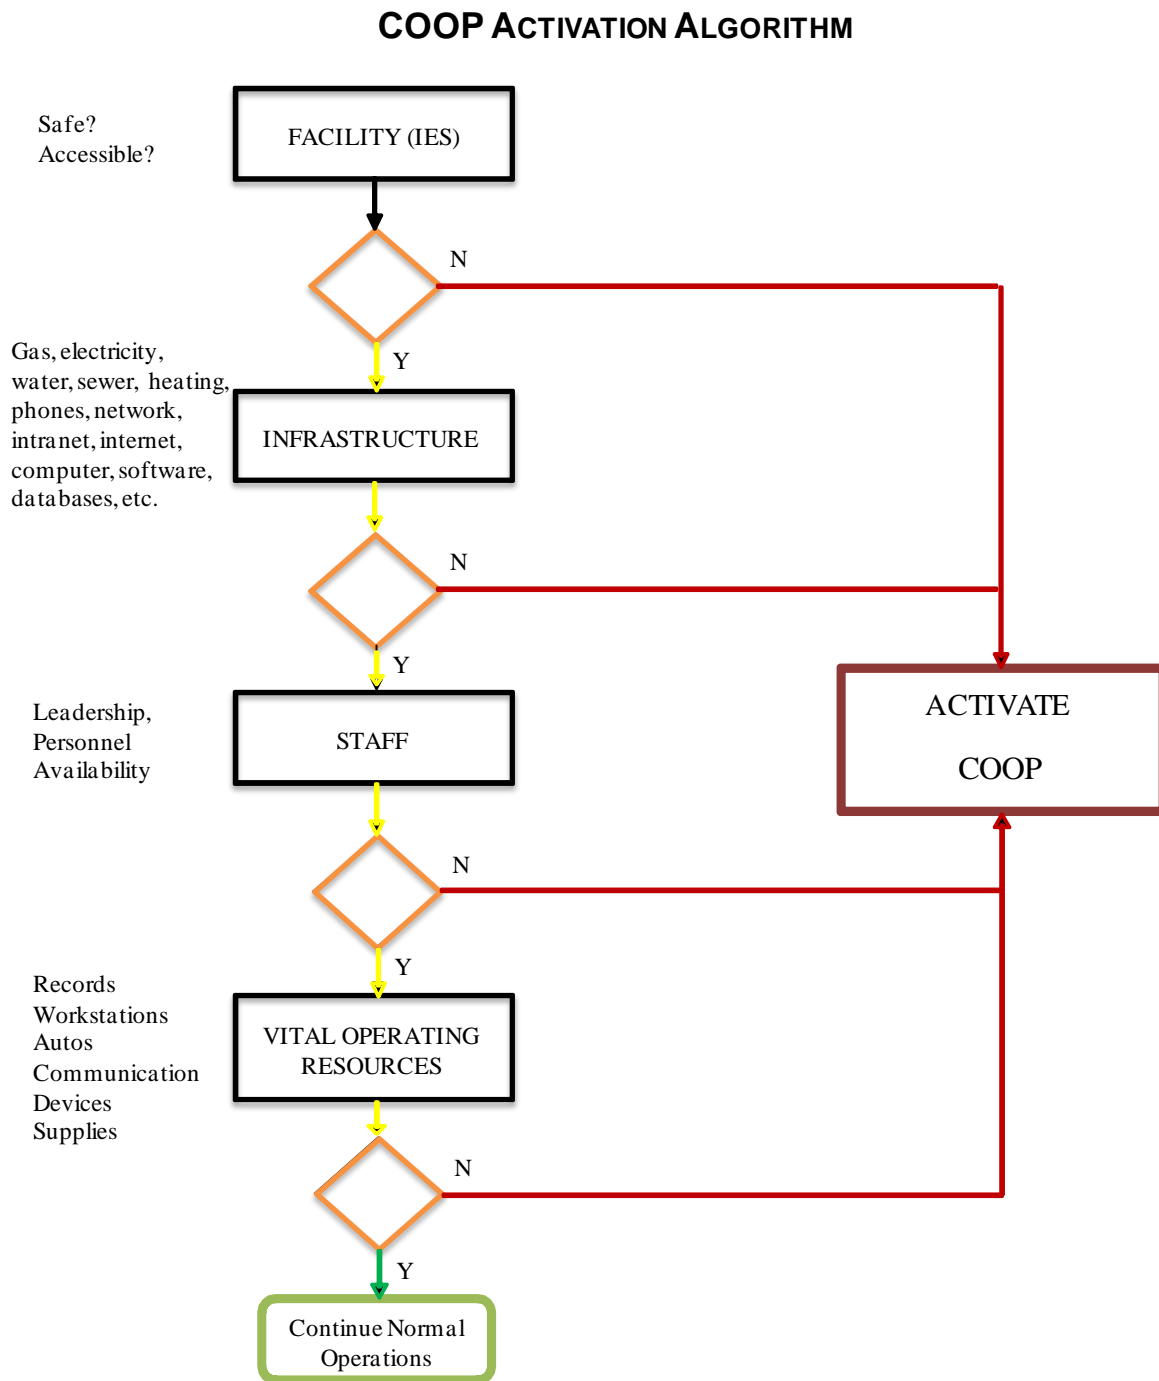 COOP ACTIVATION ALGORITHM
Safe?
Accessible?
FACILITY (IES)
N
Y
Gas, electricity,
water, sewer, heating,
phones, network,
intranet, internet,
computer, software,
databases, etc.
INFRASTRUCTURE
N
Y
Leadership,
Personnel
Availability
STAFF
ACTIVATE
COOP
N
Y
Records
Workstations
Autos
Communication
Devices
Supplies
VITAL OPERATING
RESOURCES
N
Y
Continue Normal
Operations